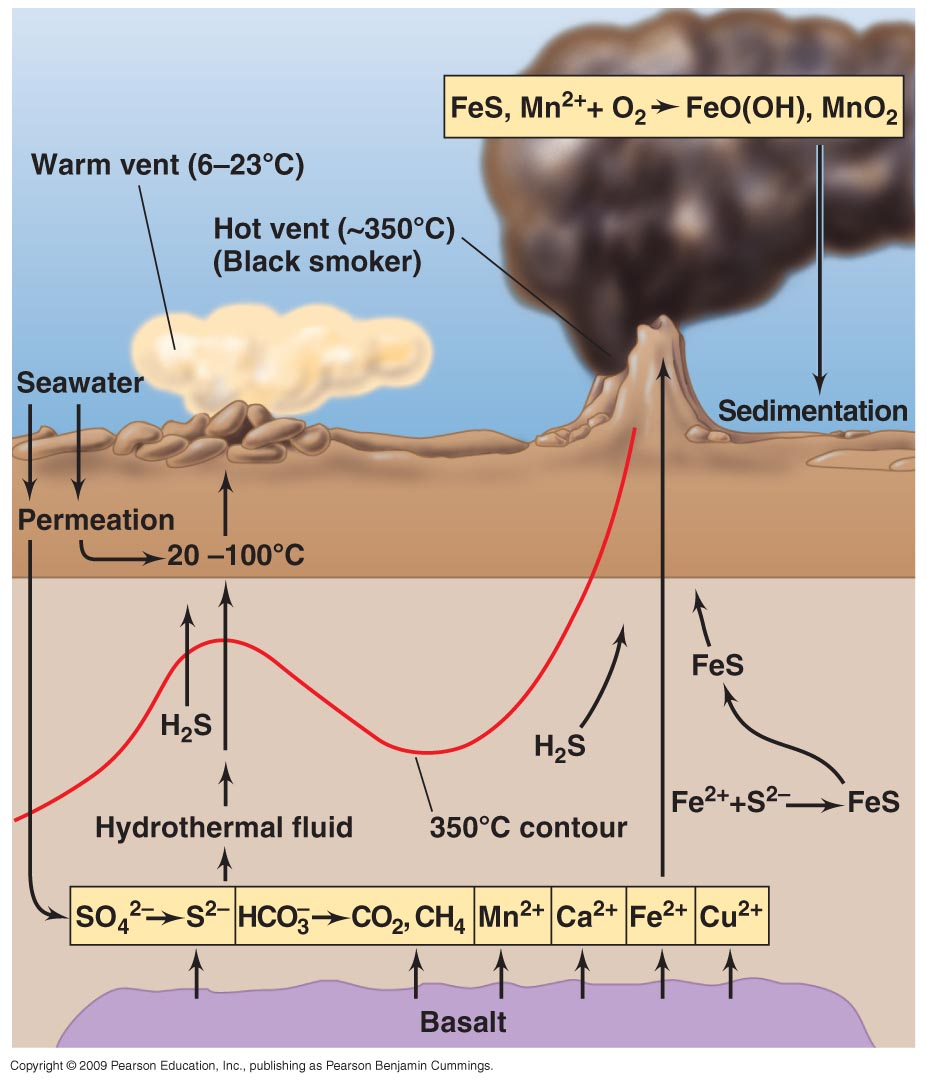 FeS, Mn²⁺+ O₂→ FeO(OH), MnO₂
Warm vent (6–23°C)
Hot vent (~350°C)
(Black smoker)
Seawater
Sedimentation
Permeation
20 –100°C
FeS
H₂S
H₂S
Fe²⁺+S²⁻→FeS
Hydrothermal fluid
350°C contour
SO₄²⁻→S²⁻ HCO₃⁻→CO₂, CH₄ Mn²⁺ Ca²⁺ Fe²⁺ Cu²⁺
Basalt
Copyright © 2009 Pearson Education, Inc., publishing as Pearson Benjamin Cummings.